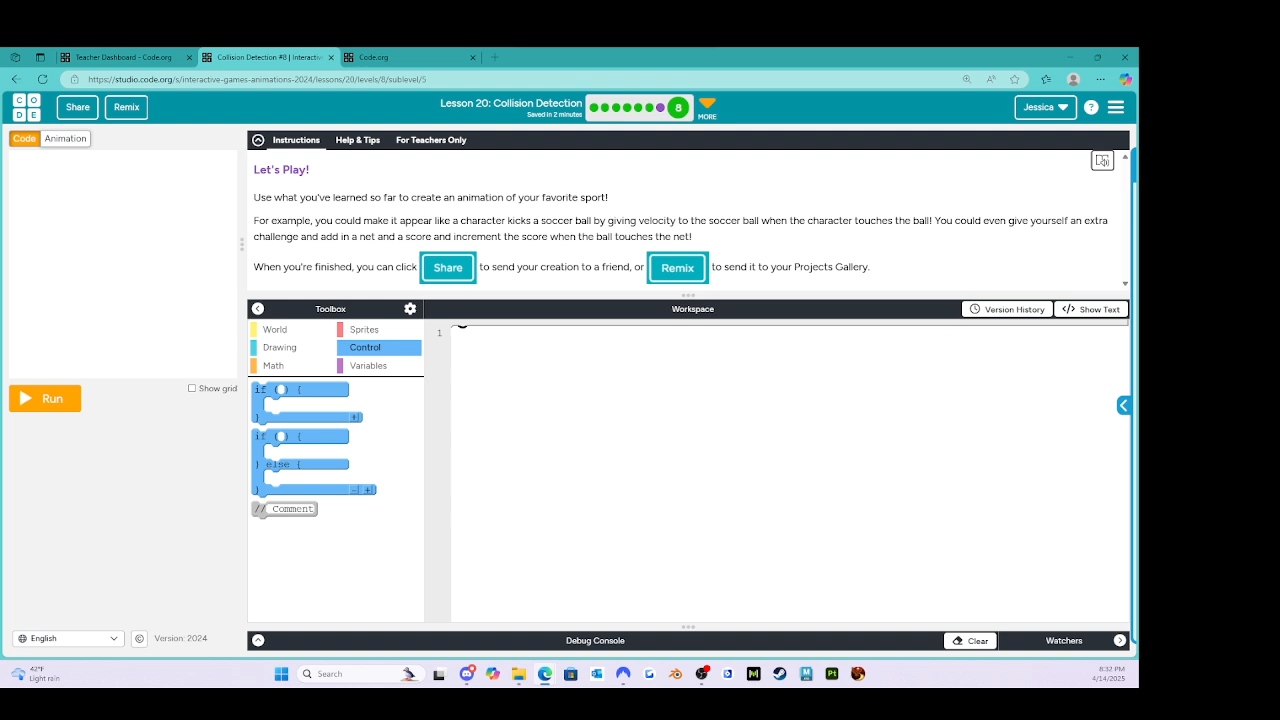 Teacher Dashboard - Code.org
Collision Detection #8 | Interactiv
Code.org
https://studio.code.org/s/interactive-games-animations-2024/lessons/20/levels/8/sublevel/5
C O D E
Share
Remix
Lesson 20: Collision Detection
Saved in 2 minutes
8
MORE
Jessica
Code
Animation
Instructions
Help & Tips
For Teachers Only
Let's Play!
Use what you've learned so far to create an animation of your favorite sport!
For example, you could make it appear like a character kicks a soccer ball by giving velocity to the soccer ball when the character touches the ball! You could even give yourself an extra
challenge and add in a net and a score and increment the score when the ball touches the net!
When you're finished, you can click Share to send your creation to a friend, or Remix to send it to your Projects Gallery.
Toolbox
Workspace
Version History
</> Show Text
World
Sprites
Drawing
Control
Math
Variables
1
if ( ) {
}
+
if ( ) {
} else {
}
- +
// Comment
Run
Show grid
English
Version: 2024
Debug Console
Clear
Watchers
42°F
Light rain
Search
8:32 PM
4/14/2025